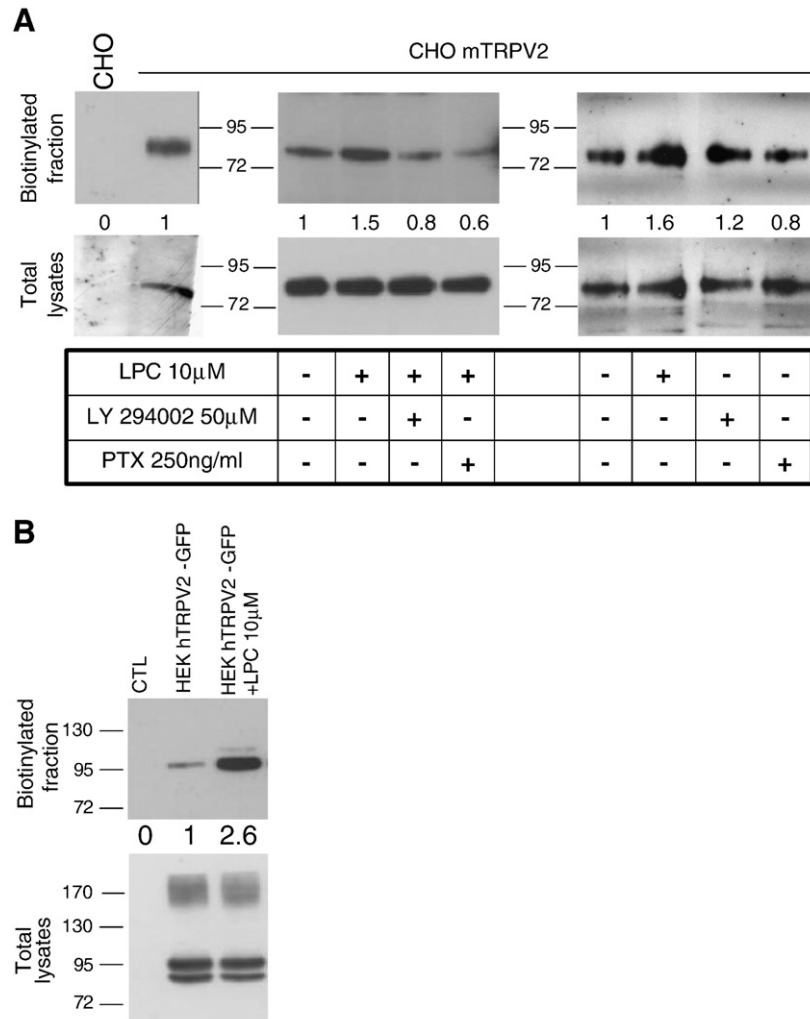 A
CHO
CHO mTRPV2
Biotinylated fraction
95
72
95
72
0 1 1 1.5 0.8 0.6 1 1.6 1.2 0.8
Total lysates
95
72
95
72
LPC 10µM - + + + - + - -
LY 294002 50µM - - + - - - + -
PTX 250ng/ml - - - + - - - +
B
CTL
HEK hTRPV2 -GFP
HEK hTRPV2 -GFP
+LPC 10µM
Biotinylated fraction
130
95
72
0 1 2.6
Total lysates
170
130
95
72